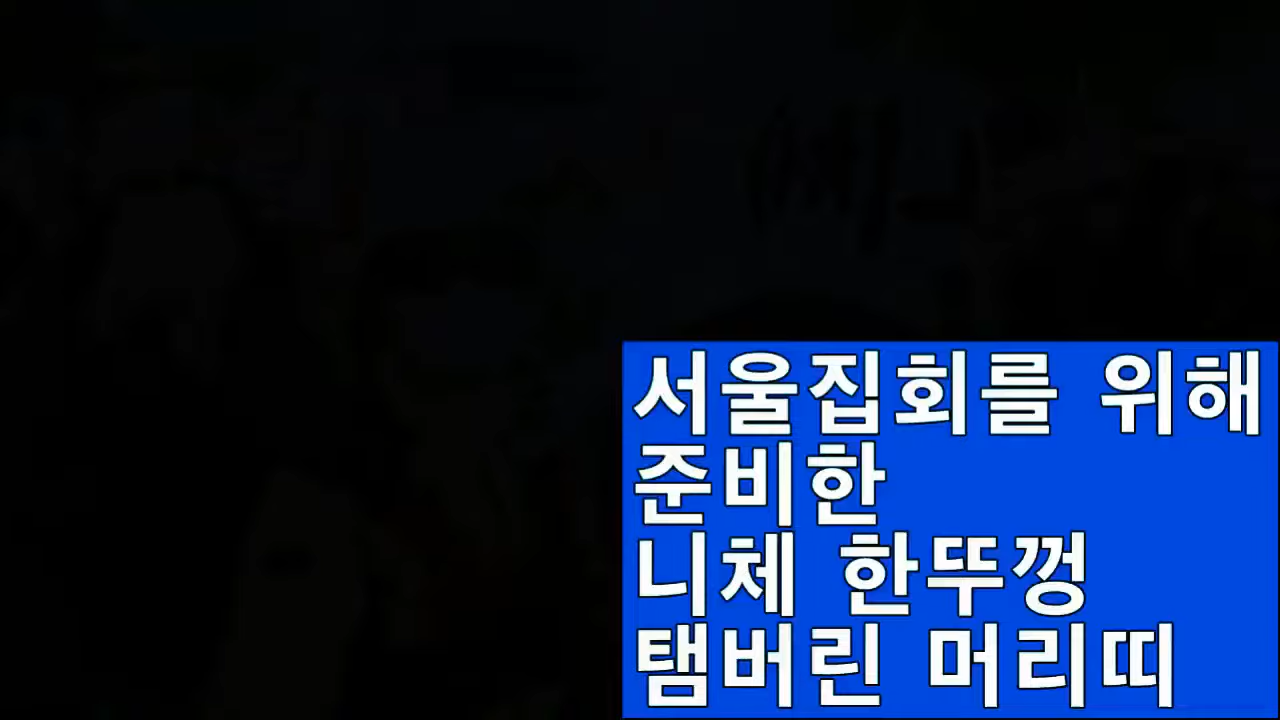 서울집회를 위해
준비한
니체 한뚜껑
탬버린 머리띠